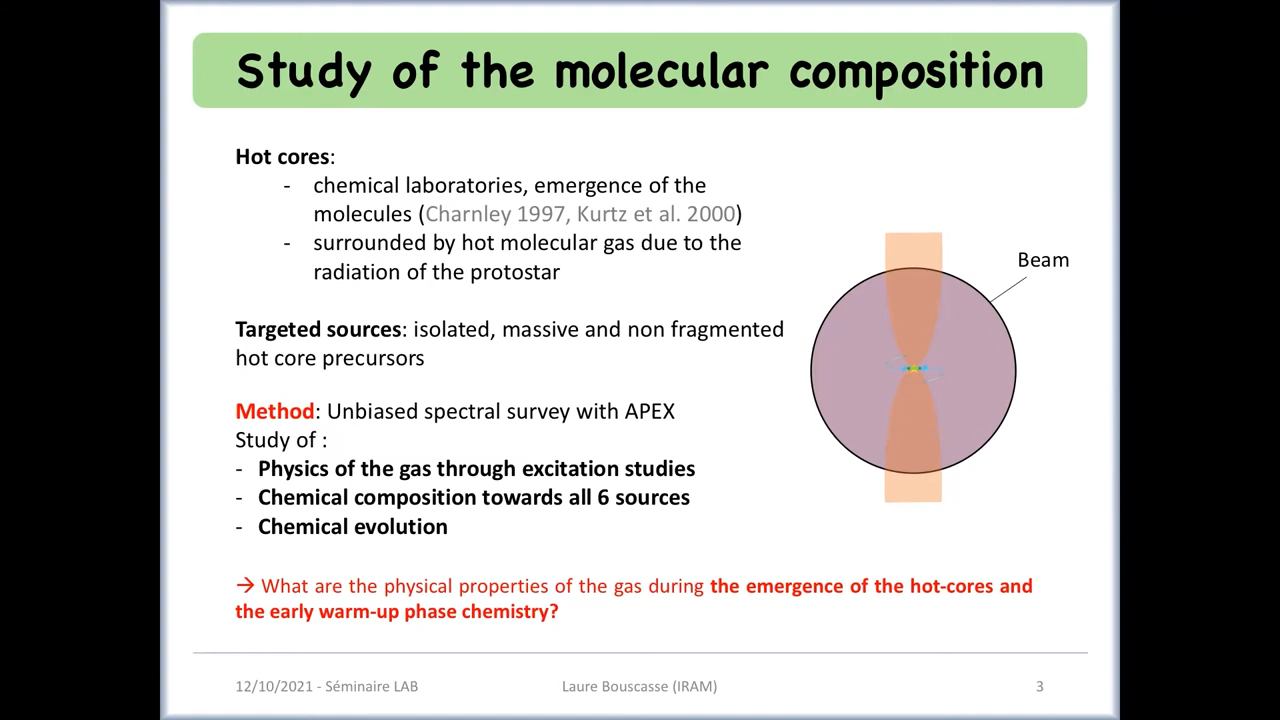 Study of the molecular composition
Hot cores:
- chemical laboratories, emergence of the
molecules (Charnley 1997, Kurtz et al. 2000)
- surrounded by hot molecular gas due to the
radiation of the protostar
Beam
Targeted sources: isolated, massive and non fragmented
hot core precursors
Method: Unbiased spectral survey with APEX
Study of :
- Physics of the gas through excitation studies
- Chemical composition towards all 6 sources
- Chemical evolution
→ What are the physical properties of the gas during the emergence of the hot-cores and
the early warm-up phase chemistry?
12/10/2021 - Séminaire LAB
Laure Bouscasse (IRAM)
3